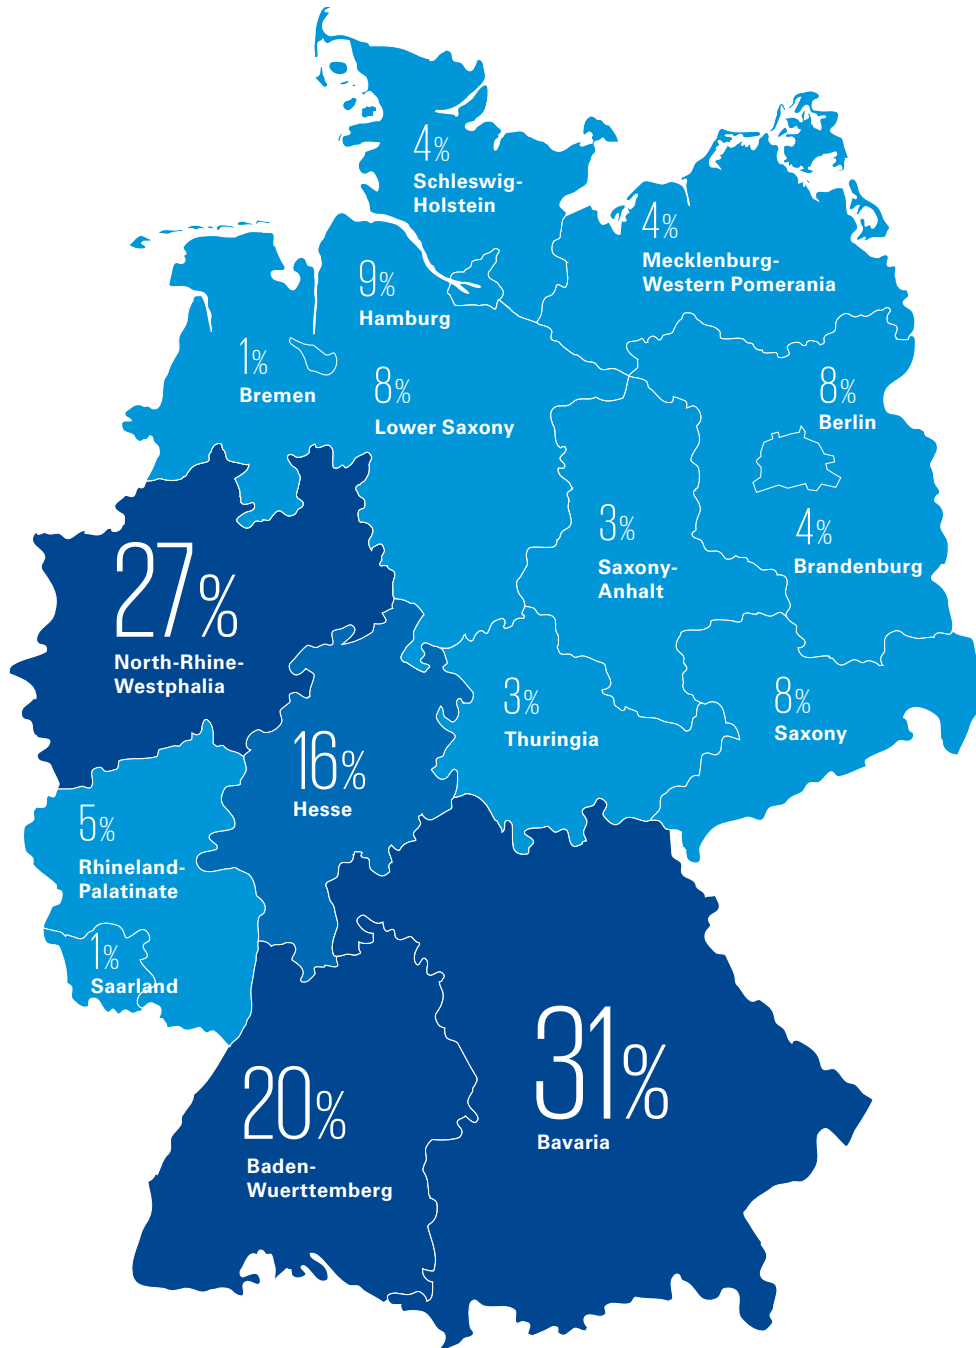 4%
Schleswig-
Holstein
4%
Mecklenburg-
Western Pomerania
9%
Hamburg
1%
Bremen
8%
Lower Saxony
8%
Berlin
3%
Saxony-
Anhalt
4%
Brandenburg
27%
North-Rhine-
Westphalia
3%
Thuringia
8%
Saxony
16%
Hesse
5%
Rhineland-
Palatinate
1%
Saarland
31%
Bavaria
20%
Baden-
Wuerttemberg